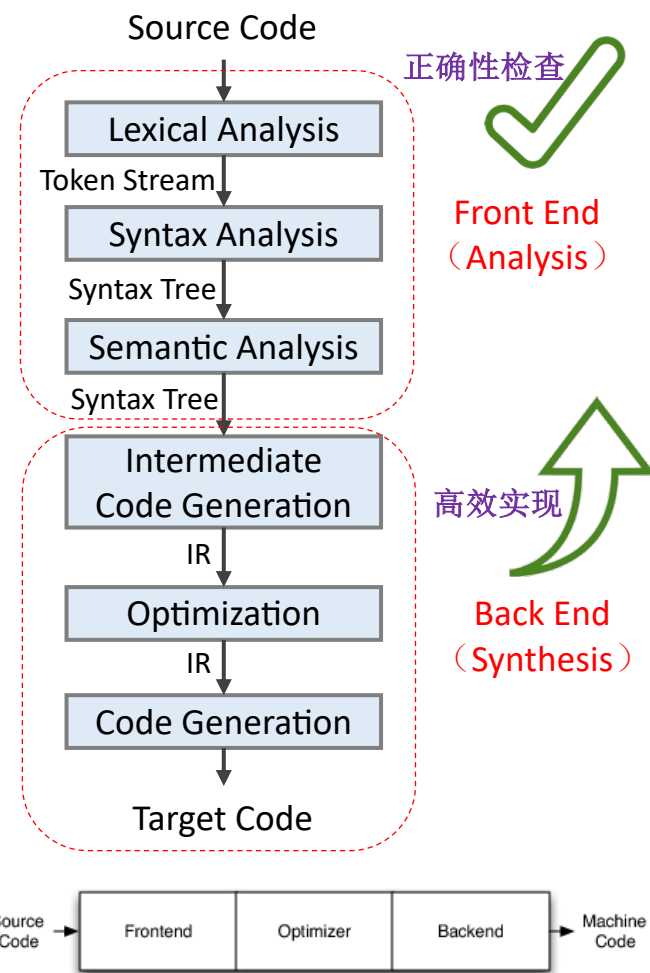 Source Code
正确性检查
Lexical Analysis
Token Stream
Front End
（Analysis）
Syntax Analysis
Syntax Tree
Semantic Analysis
Syntax Tree
Intermediate
Code Generation
高效实现
IR
Optimization
Back End
（Synthesis）
IR
Code Generation
Target Code
Source
Code
Frontend
Optimizer
Backend
Machine
Code